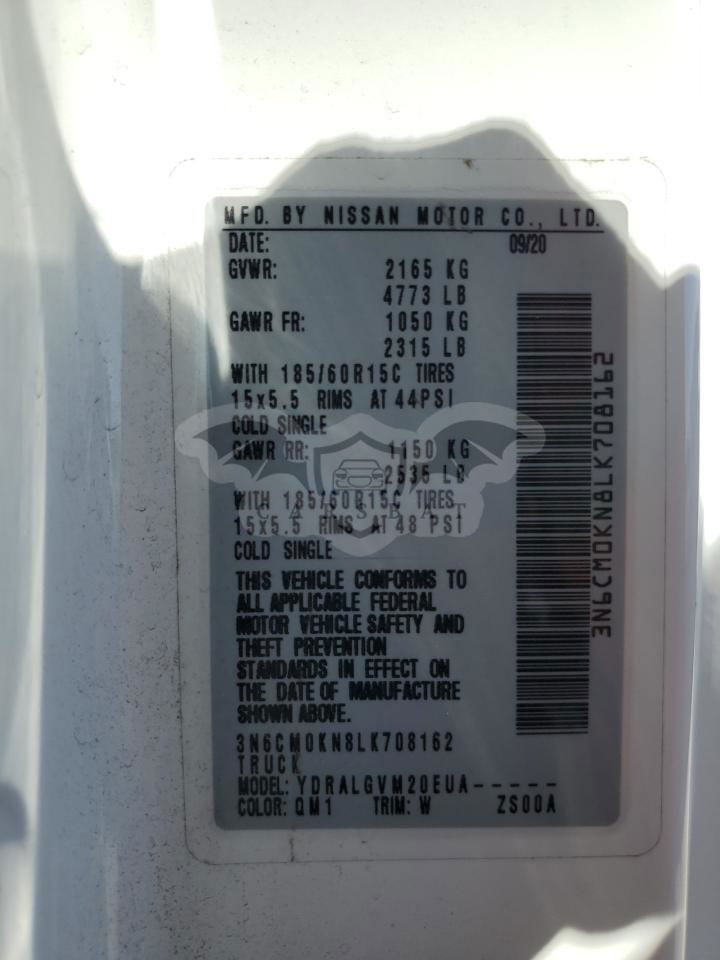 MFD. BY NISSAN MOTOR CO., LTD.
DATE: 09/20
GVWR: 2165 KG
4773 LB
GAWR FR: 1050 KG
2315 LB
WITH 185/60R15C TIRES
15x5.5 RIMS AT 44PSI
COLD SINGLE
GAWR RR: 1150 KG
2535 LB
WITH 185/60R15C TIRES
CARSBAT
15x5.5 RIMS AT 48PSI
COLD SINGLE
THIS VEHICLE CONFORMS TO
ALL APPLICABLE FEDERAL
MOTOR VEHICLE SAFETY AND
THEFT PREVENTION
STANDARDS IN EFFECT ON
THE DATE OF MANUFACTURE
SHOWN ABOVE.
3N6CM0KN8LK708162
TRUCK
MODEL: YDRALGVM20EUA-----
COLOR: QM1 TRIM: W ZS00A
3N6CM0KN8LK708162